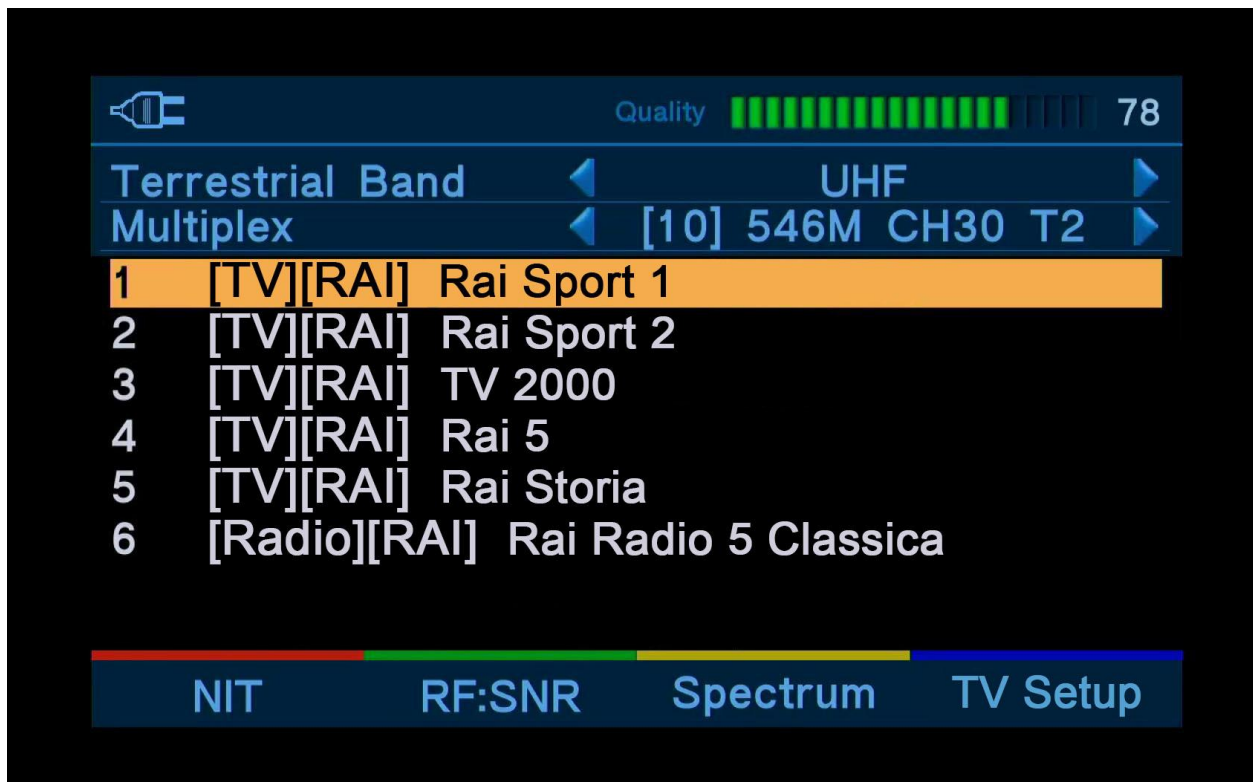 Quality 78
Terrestrial Band UHF
Multiplex [10] 546M CH30 T2
1 [TV][RAI] Rai Sport 1
2 [TV][RAI] Rai Sport 2
3 [TV][RAI] TV 2000
4 [TV][RAI] Rai 5
5 [TV][RAI] Rai Storia
6 [Radio][RAI] Rai Radio 5 Classica
NIT RF:SNR Spectrum TV Setup